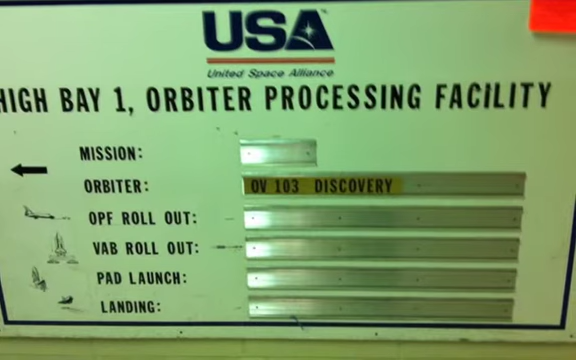 USA
United Space Alliance
HIGH BAY 1, ORBITER PROCESSING FACILITY
MISSION:
ORBITER: OV 103 DISCOVERY
OPF ROLL OUT:
VAB ROLL OUT:
PAD LAUNCH:
LANDING: